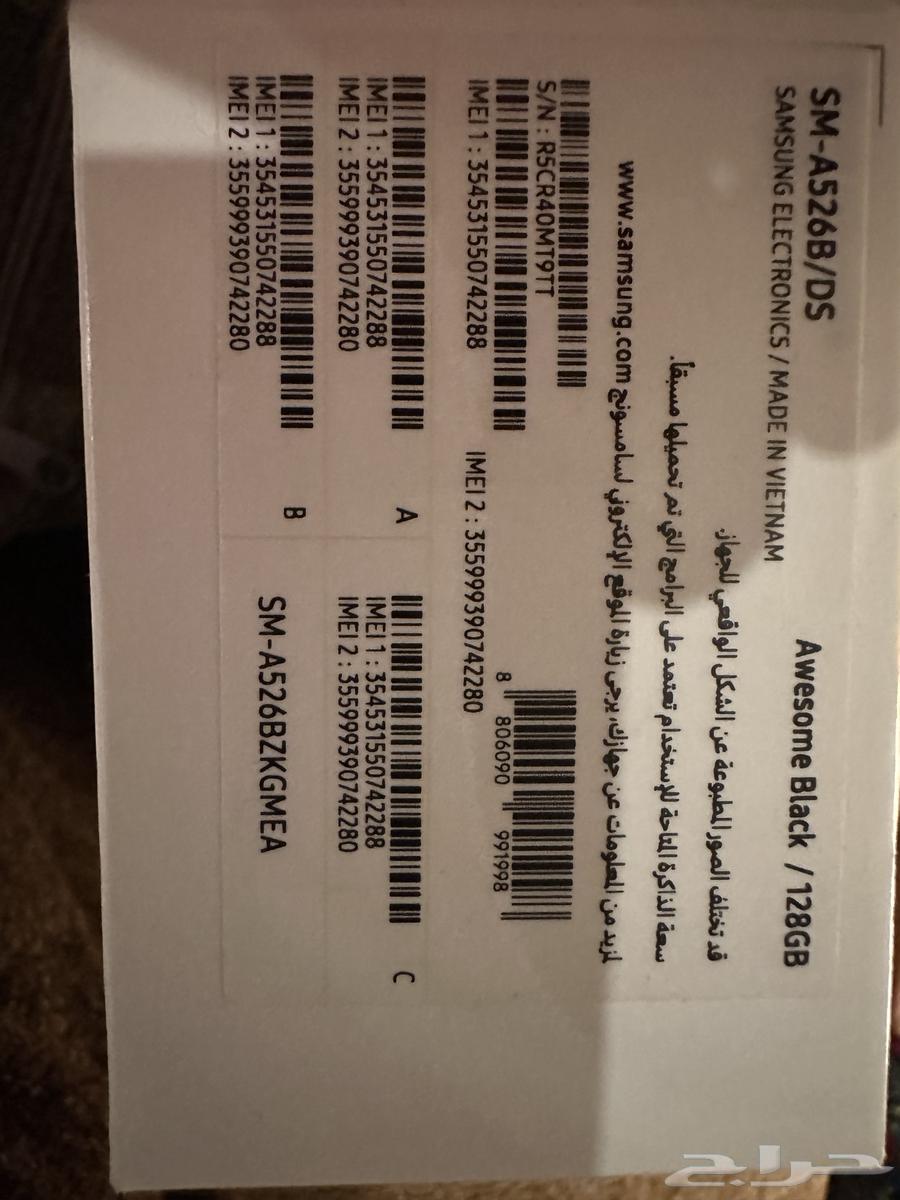 SM-A526B/DS
Awesome Black / 128GB
SAMSUNG ELECTRONICS / MADE IN VIETNAM
قد تختلف الصور المطبوعة عن الشكل الواقعي للجهاز.
سعة الذاكرة المتاحة للإستخدام تعتمد على البرامج التي تم تحميلها مسبقاً.
لمزيد من المعلومات عن جهازك، يرجى زيارة الموقع الإلكتروني لسامسونج www.samsung.com
S/N : R5CR40MT9TT
8 806090 991998
IMEI 1 : 354531550742288
IMEI 2 : 355999390742280
A
IMEI 1 : 354531550742288
IMEI 2 : 355999390742280
C
IMEI 1 : 354531550742288
IMEI 2 : 355999390742280
B
IMEI 1 : 354531550742288
IMEI 2 : 355999390742280
SM-A526BZKGMEA
حراج